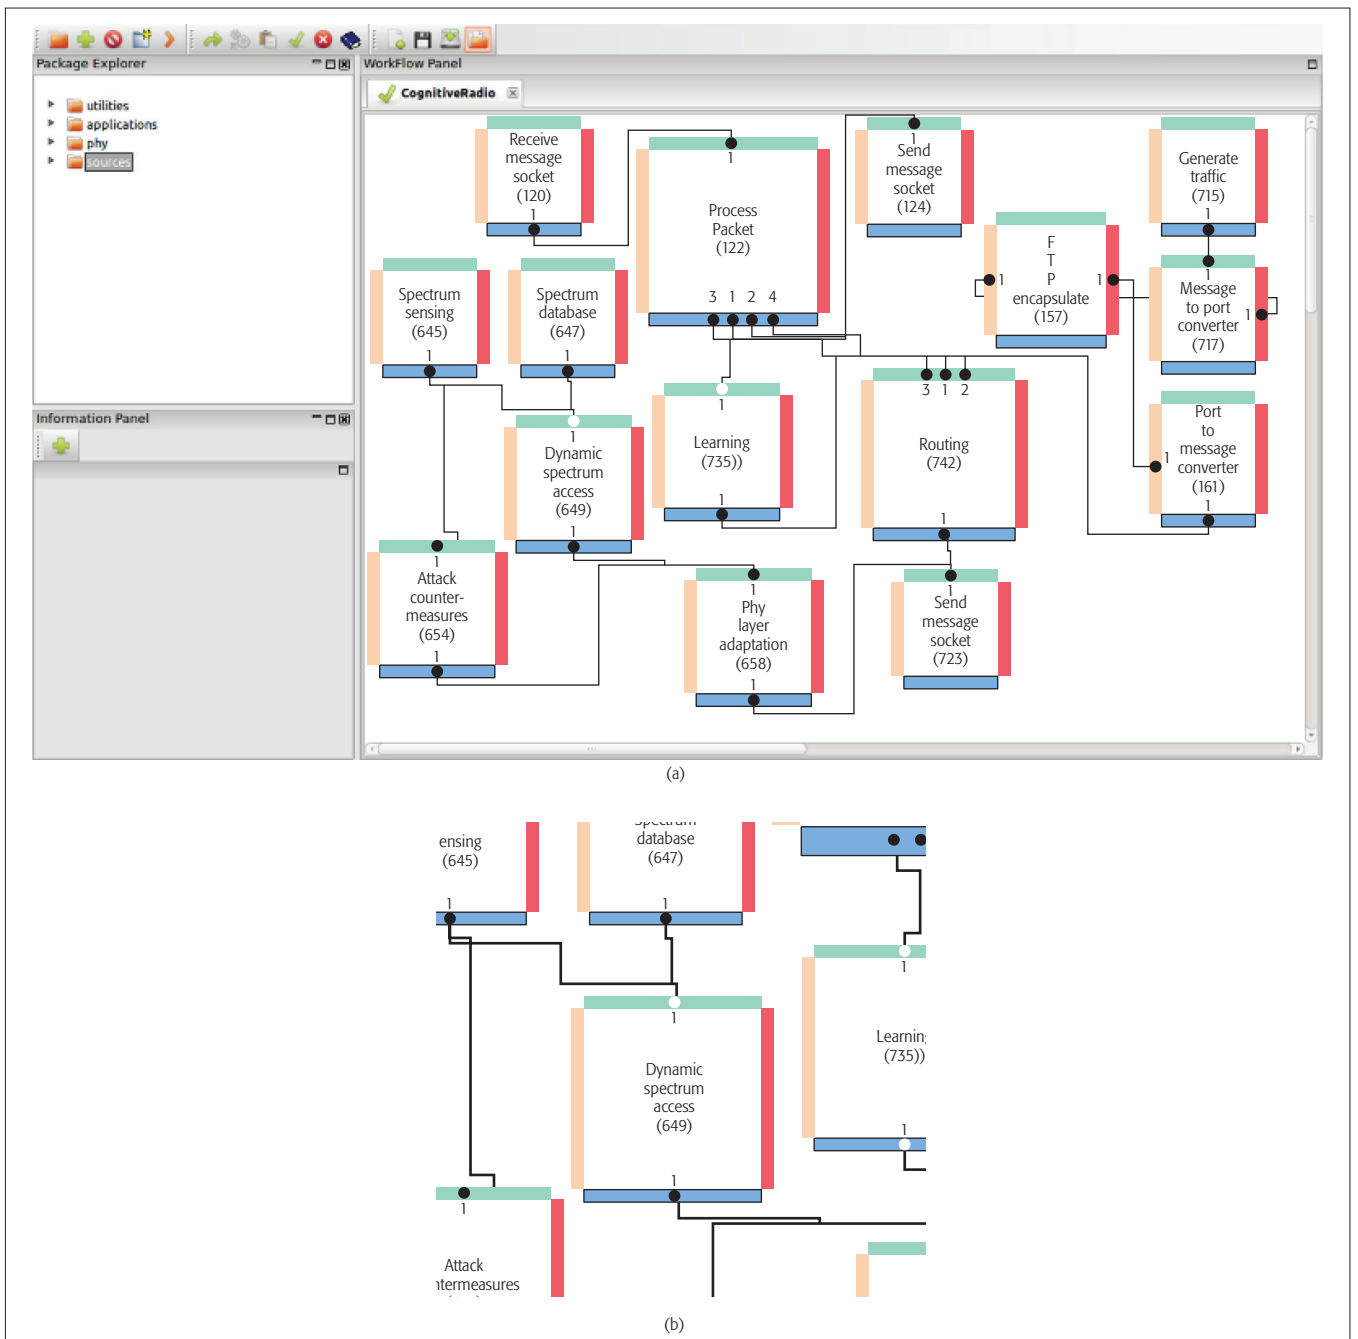 Package Explorer
WorkFlow Panel
CognitiveRadio
utilities
applications
phy
sources
Information Panel
Receive
message
socket
(120)
1
1
Process
Packet
(122)
3 1 2 4
1
Send
message
socket
(124)
Generate
traffic
(715)
1
F
T
P
encapsulate
(157)
1
1
1
Message
to port
converter
(717)
1
Spectrum
sensing
(645)
1
Spectrum
database
(647)
1
1
Dynamic
spectrum
access
(649)
1
1
Learning
(735))
1
3 1 2
Routing
(742)
1
Port
to
message
converter
(161)
1
1
1
Attack
counter-
measures
(654)
1
1
Phy
layer
adaptation
(658)
1
1
Send
message
socket
(723)
(a)
ensing
(645)
1
Spectrum
database
(647)
1
1
Dynamic
spectrum
access
(649)
1
1
Learning
(735))
1
1
Attack
ntermeasures
(b)